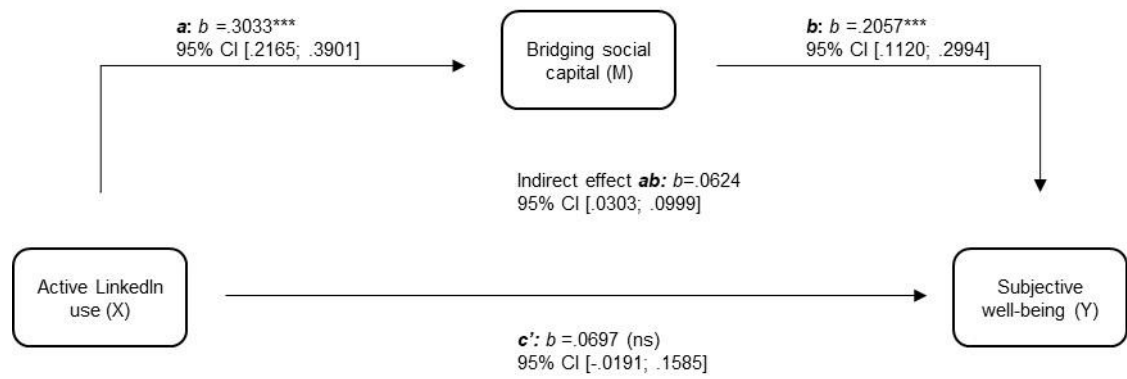 a: b =.3033***
95% CI [.2165; .3901]
Bridging social
capital (M)
b: b =.2057***
95% CI [.1120; .2994]
Indirect effect ab: b=.0624
95% CI [.0303; .0999]
Active LinkedIn
use (X)
Subjective
well-being (Y)
c’: b =.0697 (ns)
95% CI [-.0191; .1585]